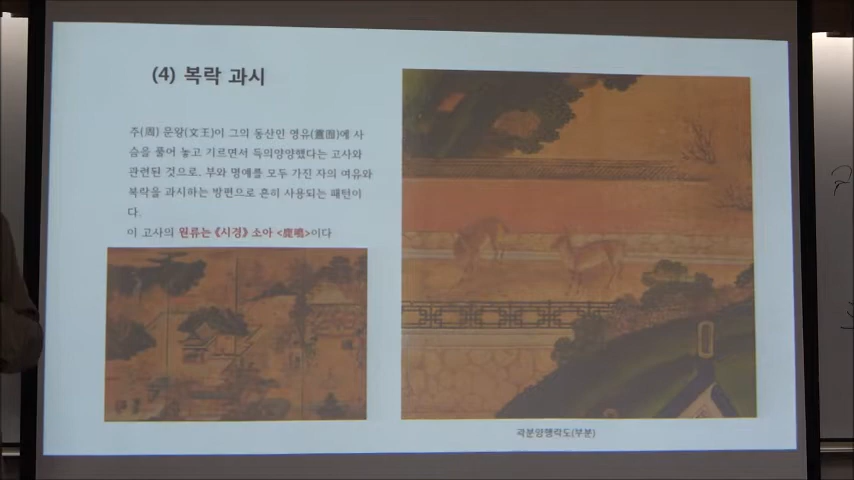 (4) 복락 과시
주(周) 문왕(文王)이 그의 동산인 영유(靈囿)에 사
슴을 풀어 놓고 기르면서 득의양양했다는 고사와
관련된 것으로, 부와 명예를 모두 가진 자의 여유와
복락을 과시하는 방편으로 흔히 사용되는 패턴이
다.
이 고사의 원류는 《시경》 소아 <鹿鳴>이다
곽분양행락도(부분)